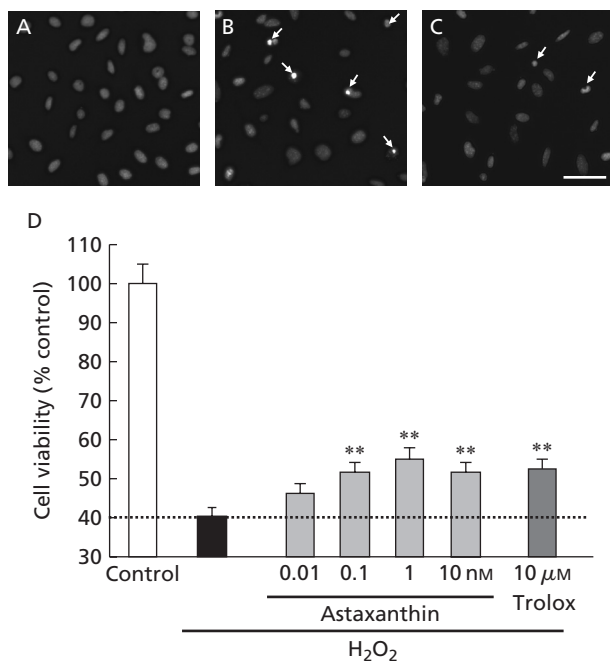 A B C
D
Cell viability (% control)
110
100
90
80
70
60
50
40
30
** ** ** **
Control 0.01 0.1 1 10 nM 10 μM
Astaxanthin Trolox
H₂O₂